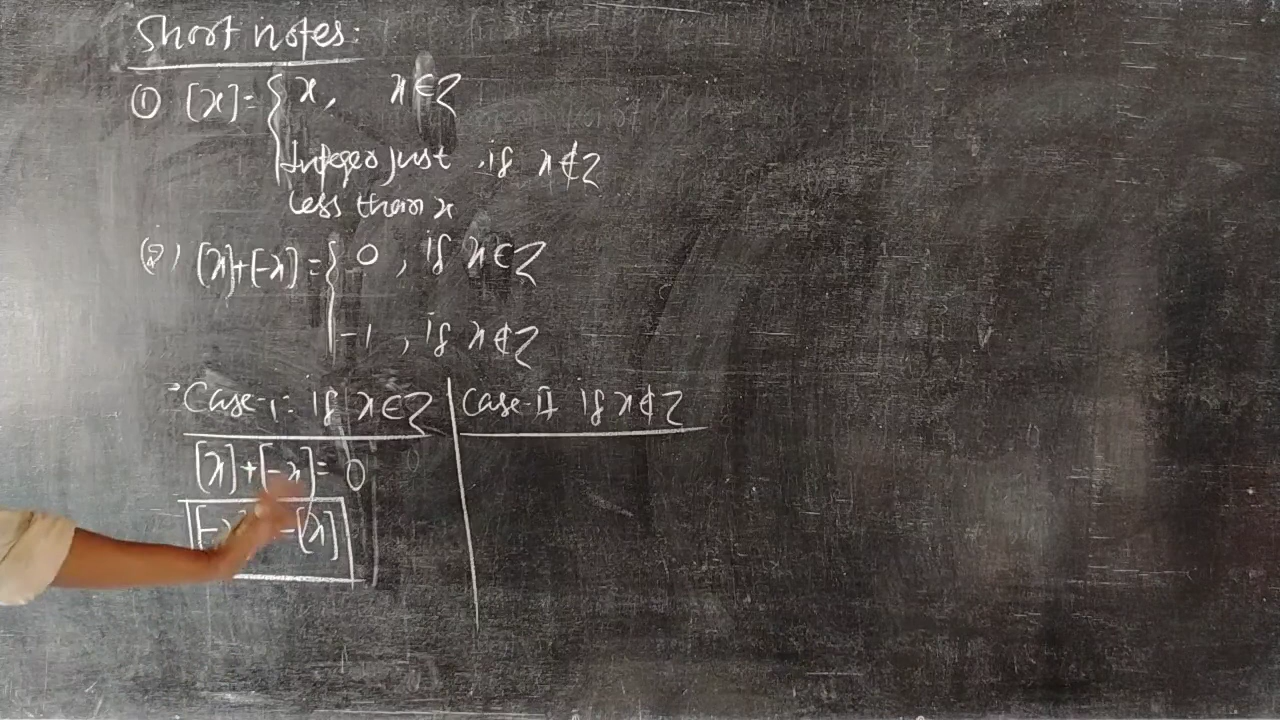 Short notes:
① [x] = { x, x ∈ Z
Integer just, if x ∉ Z
less than x
(2) [x]+[-x] = { 0, if x ∈ Z
-1, if x ∉ Z
Case-I: if x ∈ Z
[x]+[-x] = 0
[-x] -[x]
Case-II if x ∉ Z